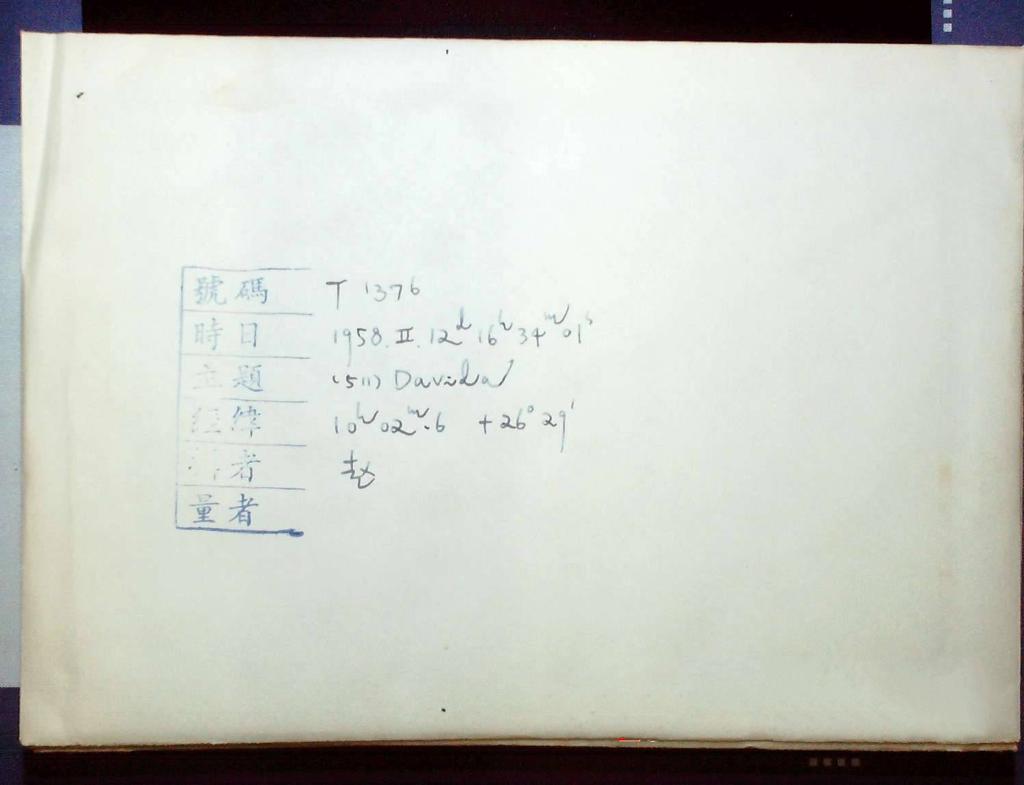 號碼 T 1376
時日 1958. II. 12ᵈ 16ʰ 34ᵐ 01ˢ
主題 (511) Davida
經緯 10ʰ 02ᵐ.6 +26° 29'
者 赵
量者